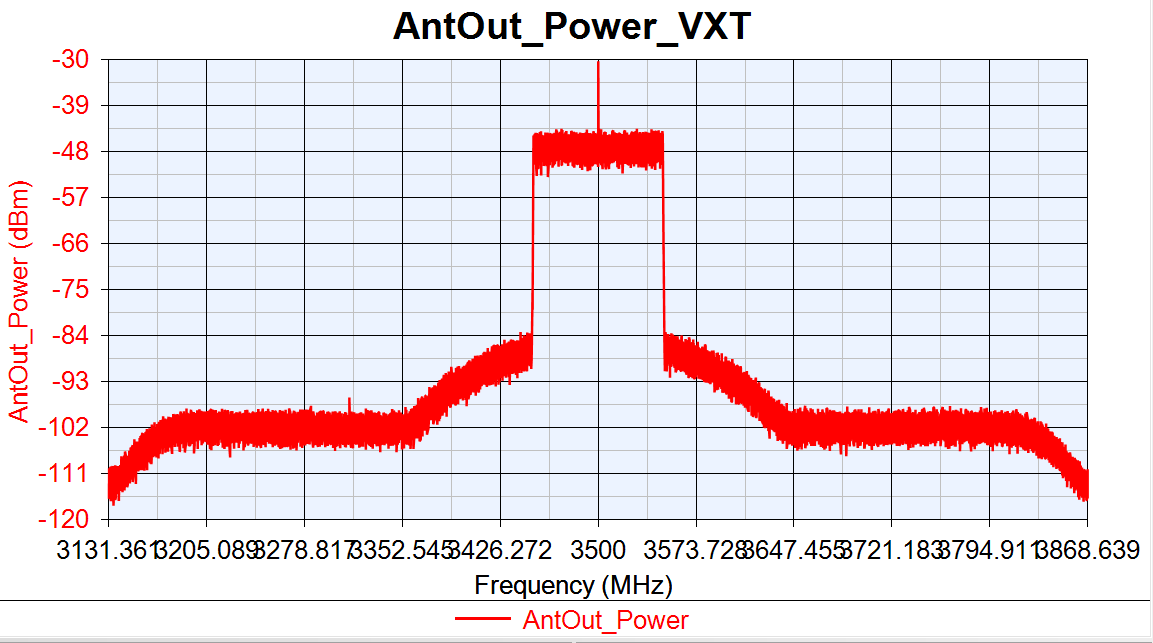 AntOut_Power_VXT
-30
-39
-48
-57
-66
-75
-84
-93
-102
-111
-120
AntOut_Power (dBm)
3131.361 3205.089 3278.817 3352.545 3426.272 3500 3573.728 3647.455 3721.183 3794.911 3868.639
Frequency (MHz)
AntOut_Power